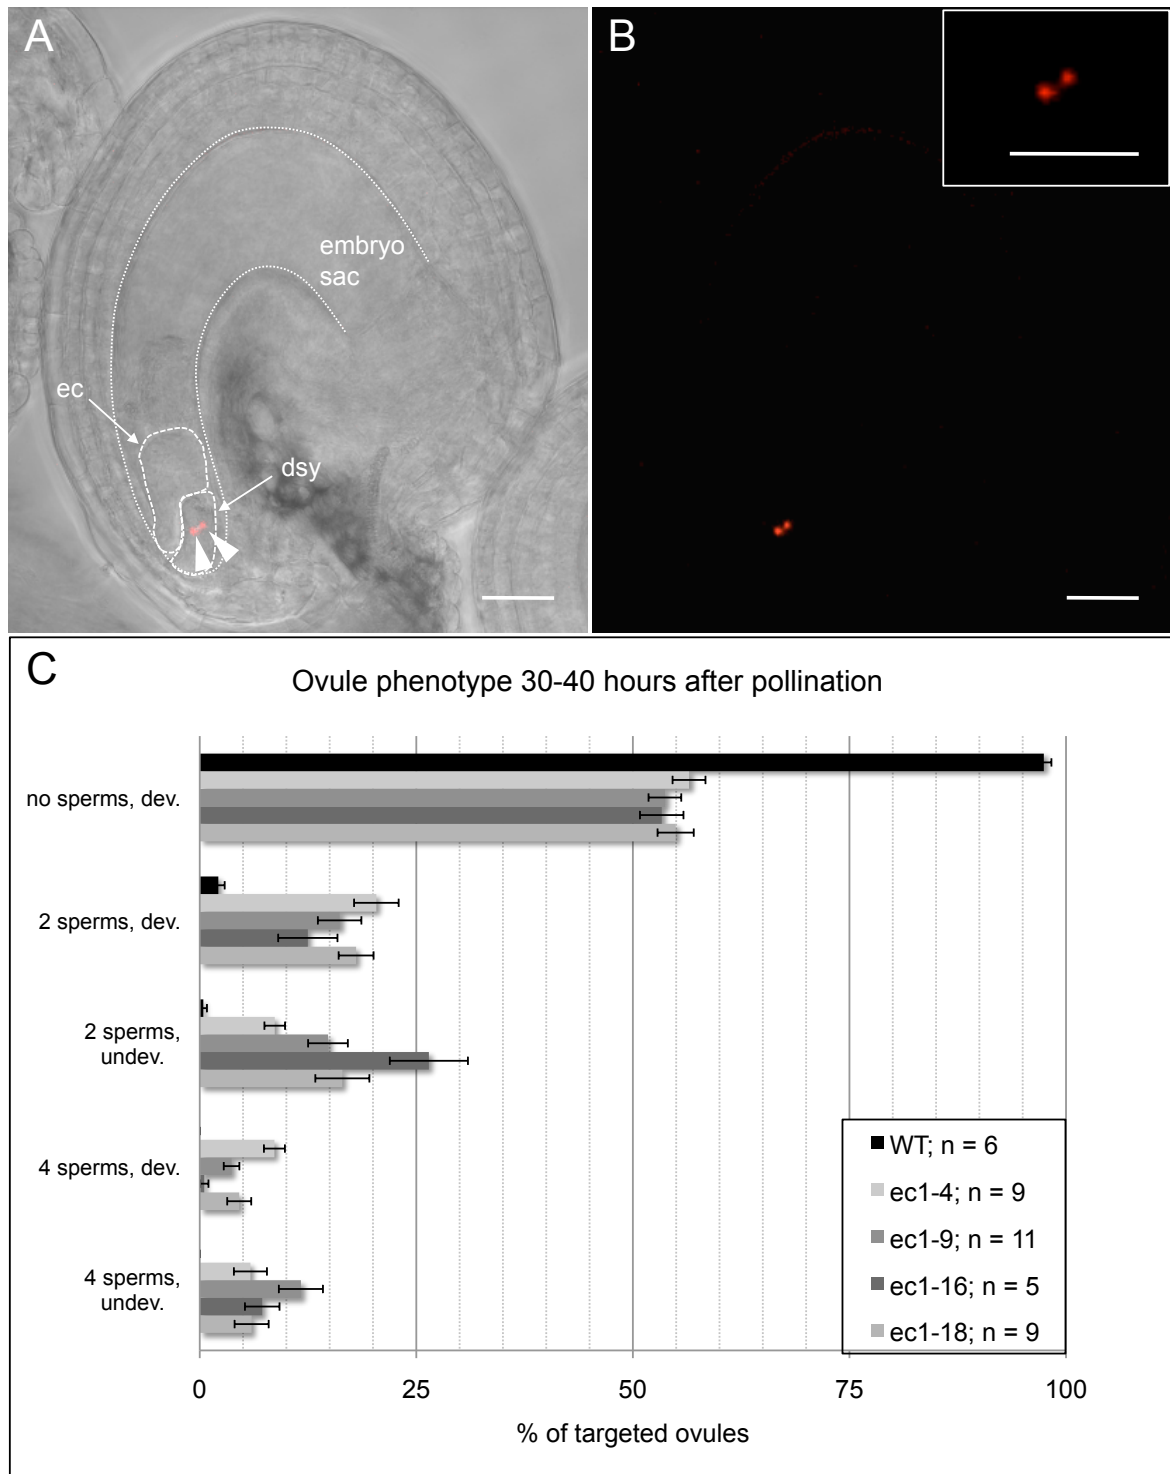 A
embryo
sac
ec
dsy
B
C
Ovule phenotype 30-40 hours after pollination
no sperms, dev.
2 sperms, dev.
2 sperms,
undev.
4 sperms, dev.
4 sperms,
undev.
WT; n = 6
ec1-4; n = 9
ec1-9; n = 11
ec1-16; n = 5
ec1-18; n = 9
0
25
50
75
100
% of targeted ovules